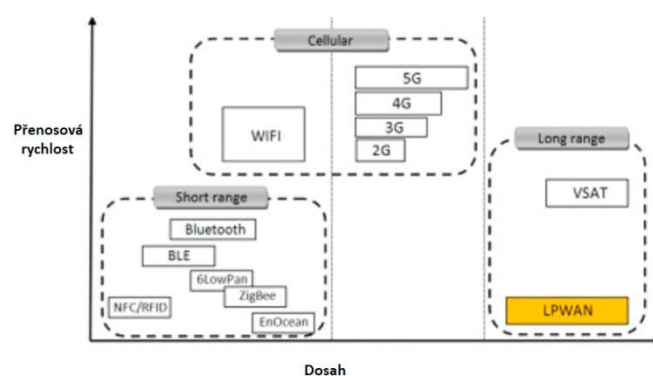 Cellular
5G
4G
3G
2G
WIFI
Přenosová
rychlost
Long range
VSAT
LPWAN
Short range
Bluetooth
BLE
6LowPan
ZigBee
NFC/RFID
EnOcean
Dosah